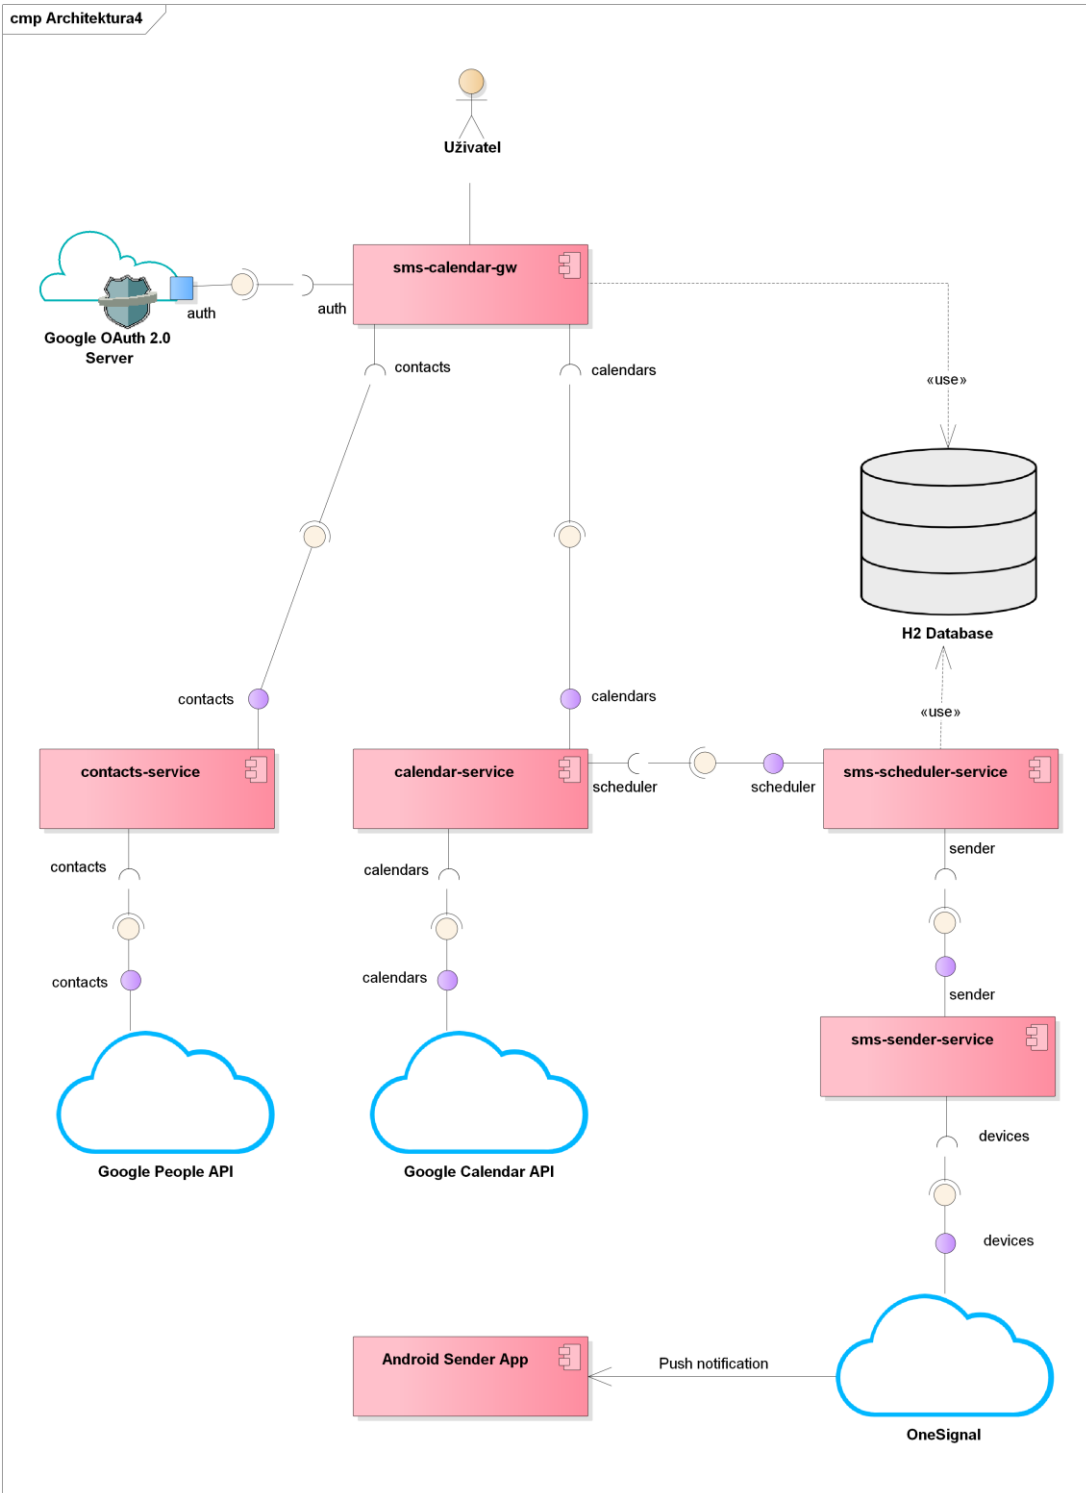 cmp Architektura4
Uživatel
sms-calendar-gw
auth
auth
Google OAuth 2.0
Server
contacts
calendars
«use»
H2 Database
contacts
calendars
«use»
contacts-service
calendar-service
scheduler
scheduler
sms-scheduler-service
contacts
calendars
sender
contacts
calendars
sender
sms-sender-service
devices
Google People API
Google Calendar API
devices
Android Sender App
Push notification
OneSignal